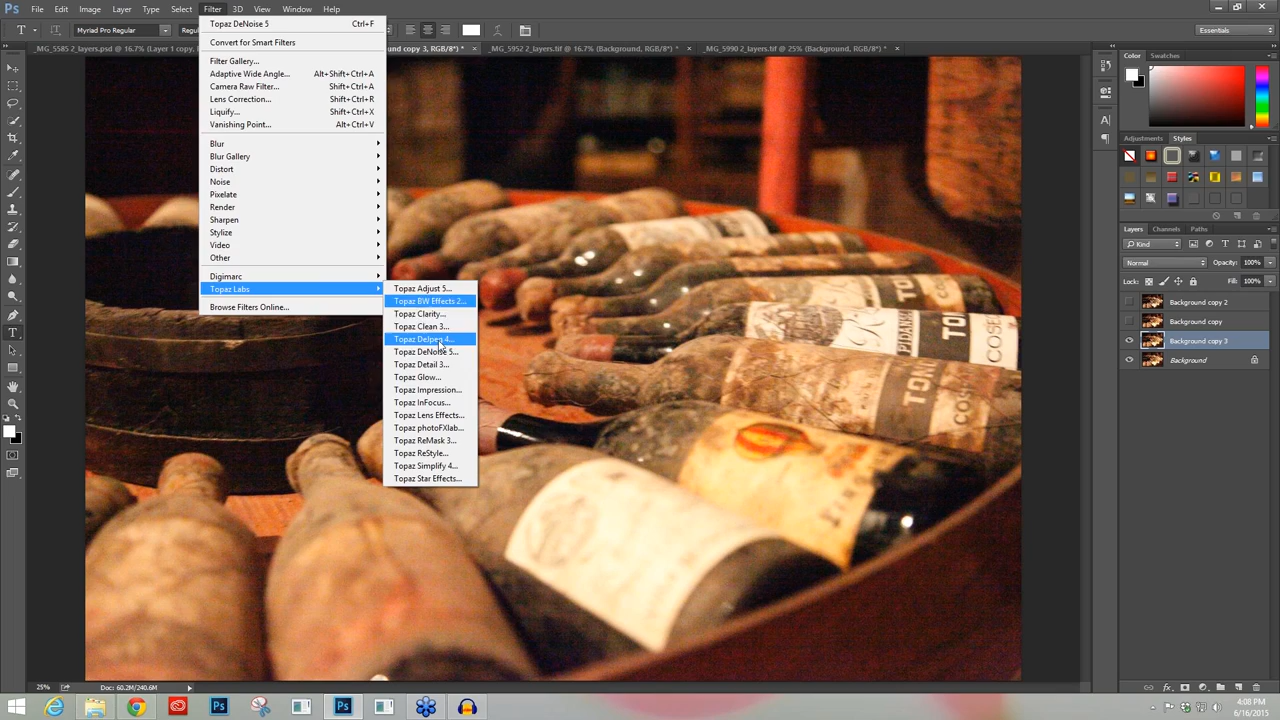 Ps File Edit Image Layer Type Select Filter 3D View Window Help
T Myriad Pro Regular Essentials
_MG_5585 2_layers.psd @ 16.7% (Layer 1 copy, ound copy 3, RGB/8*) * × _MG_5952 2_layers.tif @ 16.7% (Background, RGB/8*) * × _MG_5990 2_layers.tif @ 25% (Background, RGB/8*) * ×
Topaz DeNoise 5 Ctrl+F
Convert for Smart Filters
Filter Gallery...
Adaptive Wide Angle... Alt+Shift+Ctrl+A
Camera Raw Filter... Shift+Ctrl+A
Lens Correction... Shift+Ctrl+R
Liquify... Shift+Ctrl+X
Vanishing Point... Alt+Ctrl+V
Blur
Blur Gallery
Distort
Noise
Pixelate
Render
Sharpen
Stylize
Video
Other
Digimarc
Topaz Labs
Browse Filters Online...
Topaz Adjust 5...
Topaz BW Effects 2...
Topaz Clarity...
Topaz Clean 3...
Topaz DeJpeg 4...
Topaz DeNoise 5...
Topaz Detail 3...
Topaz Glow...
Topaz Impression...
Topaz InFocus...
Topaz Lens Effects...
Topaz photoFXlab...
Topaz ReMask 3...
Topaz ReStyle...
Topaz Simplify 4...
Topaz Star Effects...
Color Swatches
Adjustments Styles
Layers Channels Paths
Kind
Normal Opacity: 100%
Lock: Fill: 100%
Background copy 2
Background copy
Background copy 3
Background
25% Doc: 60.2M/240.6M
4:08 PM
6/16/2015